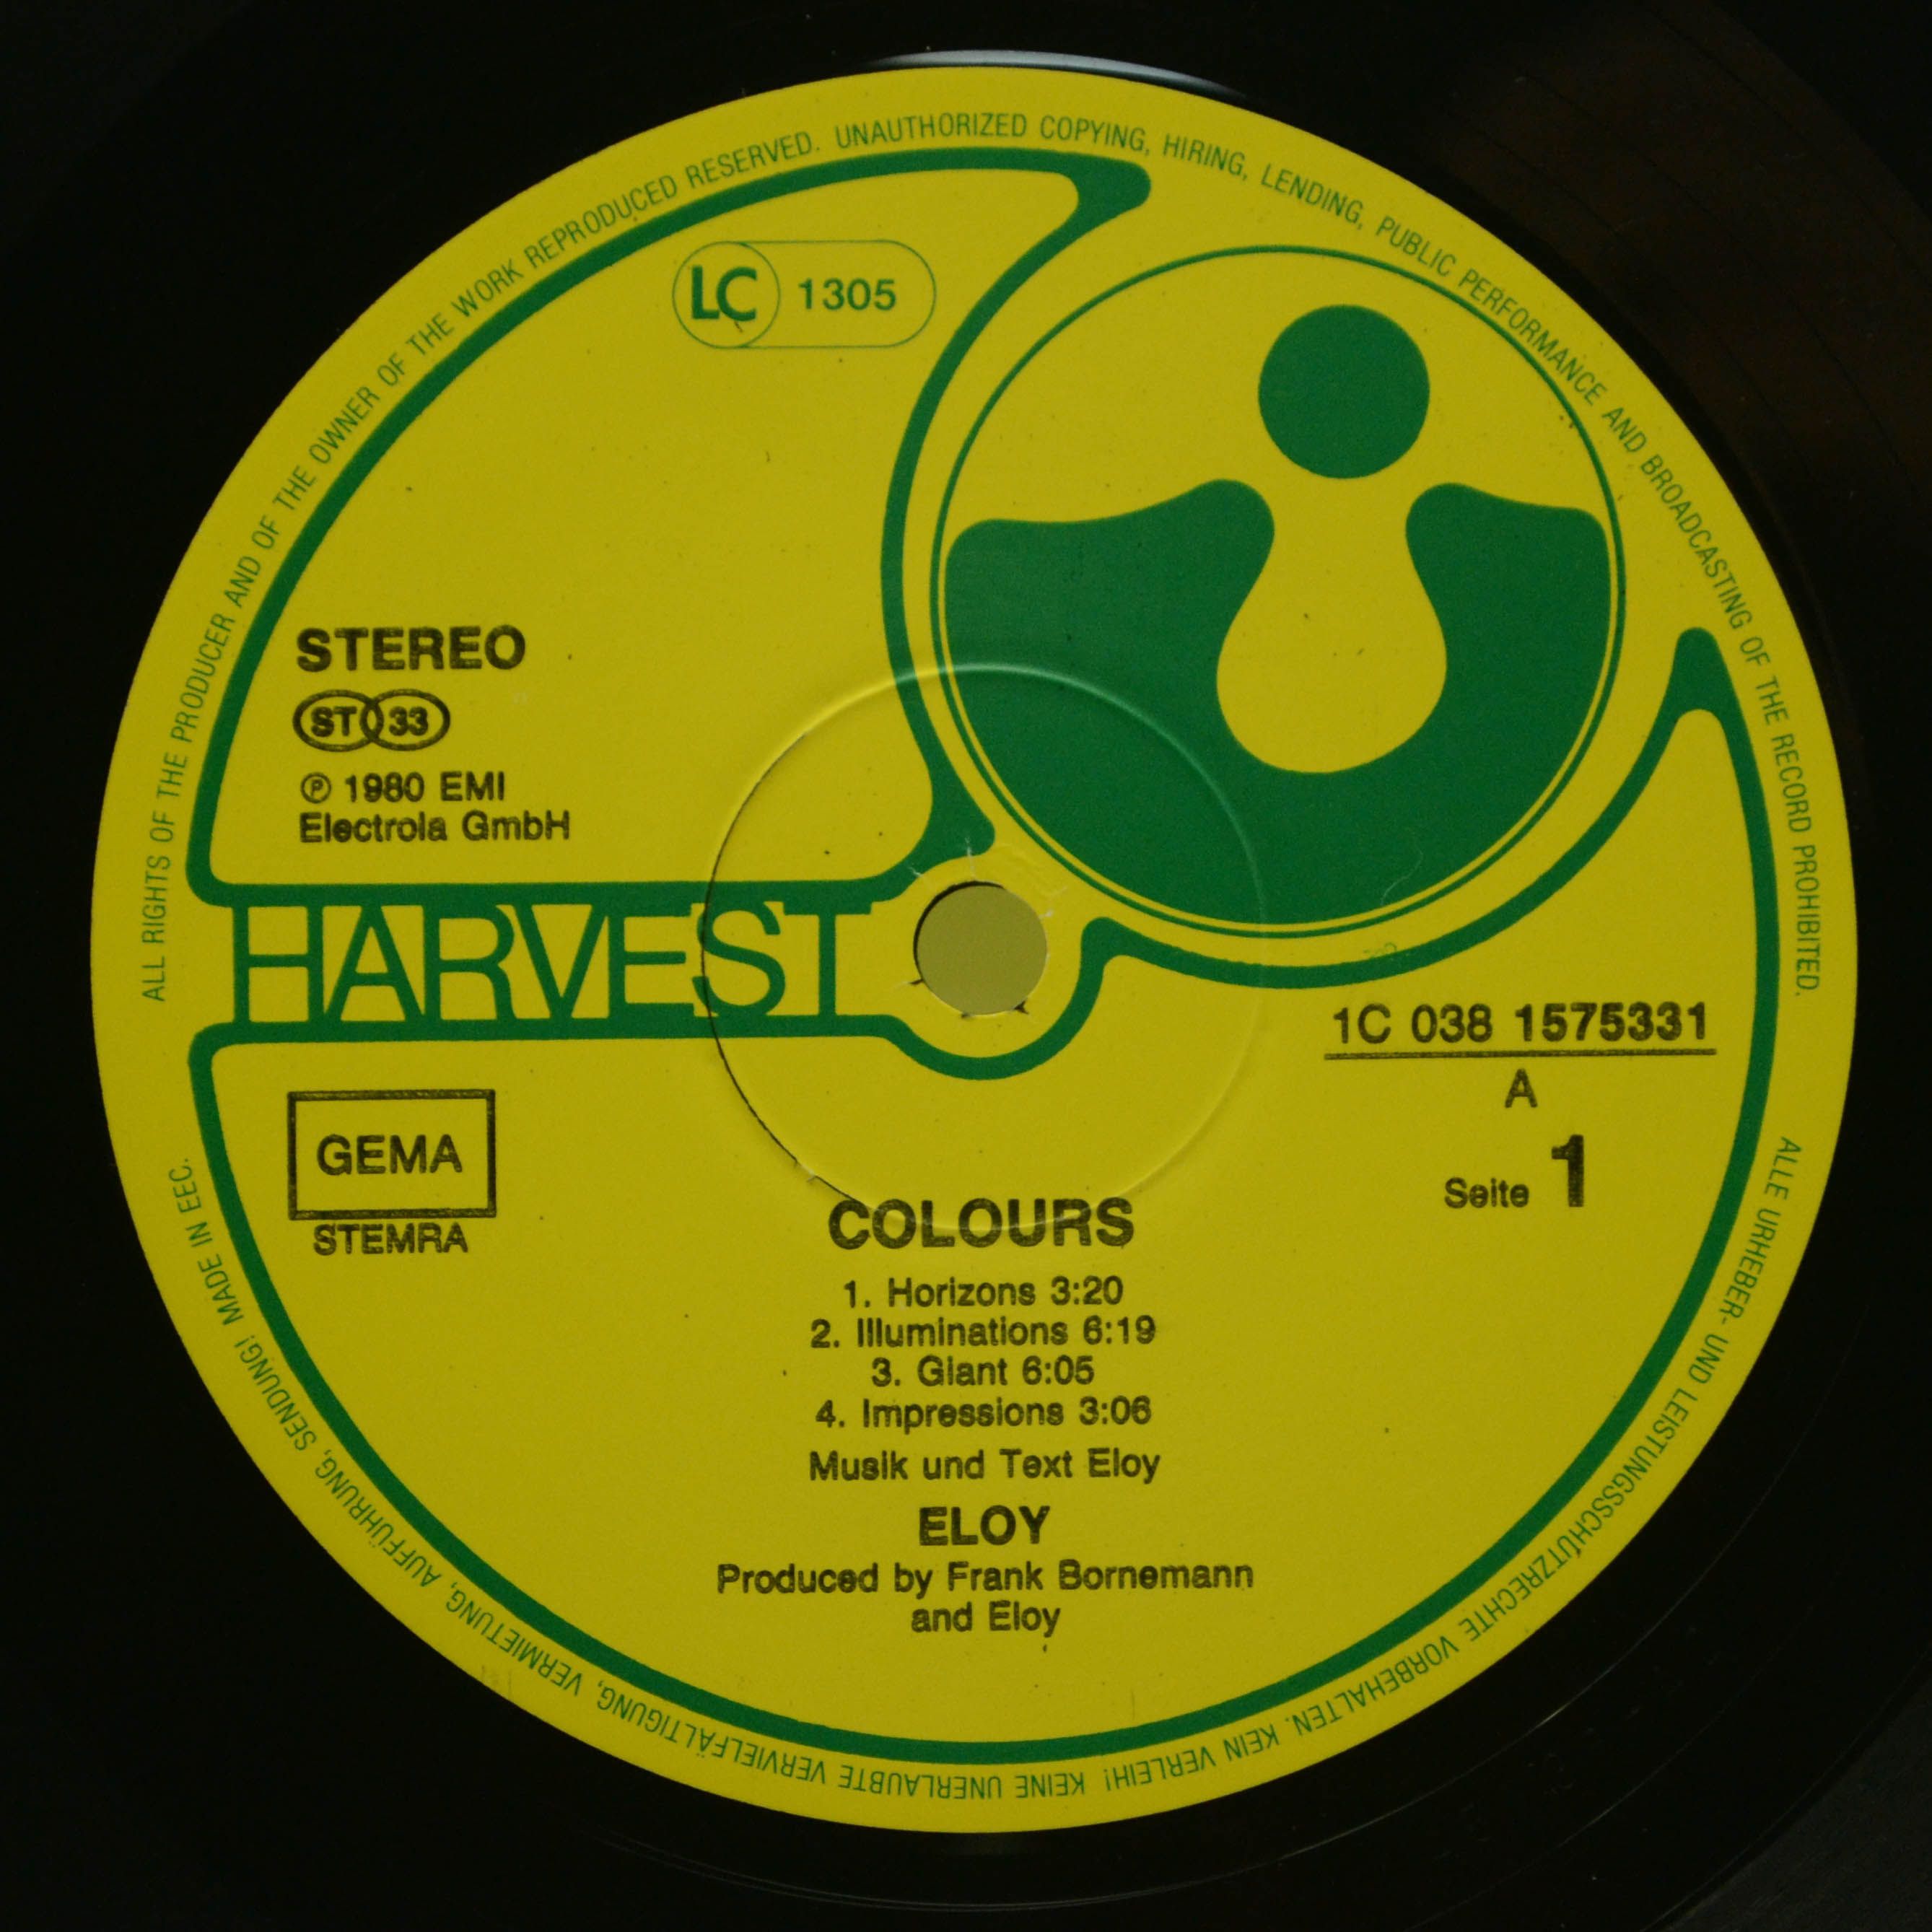 ALL RIGHTS OF THE PRODUCER AND OF THE OWNER OF THE WORK REPRODUCED RESERVED. UNAUTHORIZED COPYING, HIRING, LENDING, PUBLIC PERFORMANCE AND BROADCASTING OF THE RECORD PROHIBITED.
LC 1305
STEREO
ST 33
℗ 1980 EMI
Electrola GmbH
HARVEST
1C 038 1575331
A
Seite 1
GEMA
STEMRA
COLOURS
1. Horizons 3:20
2. Illuminations 6:19
3. Giant 6:05
4. Impressions 3:06
Musik und Text Eloy
ELOY
Produced by Frank Bornemann
and Eloy
ALLE URHEBER- UND LEISTUNGSSCHUTZRECHTE VORBEHALTEN. KEIN VERLEIH! KEINE UNERLAUBTE VERVIELFÄLTIGUNG, VERMIETUNG, AUFFÜHRUNG, SENDUNG! MADE IN EEC.